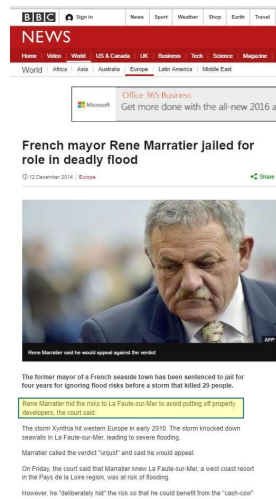 BBC Sign in News Sport Weather Shop Earth Travel
NEWS
Home Video World US & Canada UK Business Tech Science Magazine
World Africa Asia Australia Europe Latin America Middle East
Microsoft
Office 365 Business
Get more done with the all-new 2016 a
French mayor Rene Marratier jailed for
role in deadly flood
12 December 2014 Europe
Share
AFP
Rene Marratier said he would appeal against the verdict
The former mayor of a French seaside town has been sentenced to jail for
four years for ignoring flood risks before a storm that killed 29 people.
Rene Marratier hid the risks to La Faute-sur-Mer to avoid putting off property
developers, the court said.
The storm Xynthia hit western Europe in early 2010. The storm knocked down
seawalls in La Faute-sur-Mer, leading to severe flooding.
Marratier called the verdict "unjust" and said he would appeal.
On Friday, the court said that Marratier knew La Faute-sur-Mer, a west coast resort
in the Pays de la Loire region, was at risk of flooding.
However, he "deliberately hid" the risk so that he could benefit from the "cash-cow"